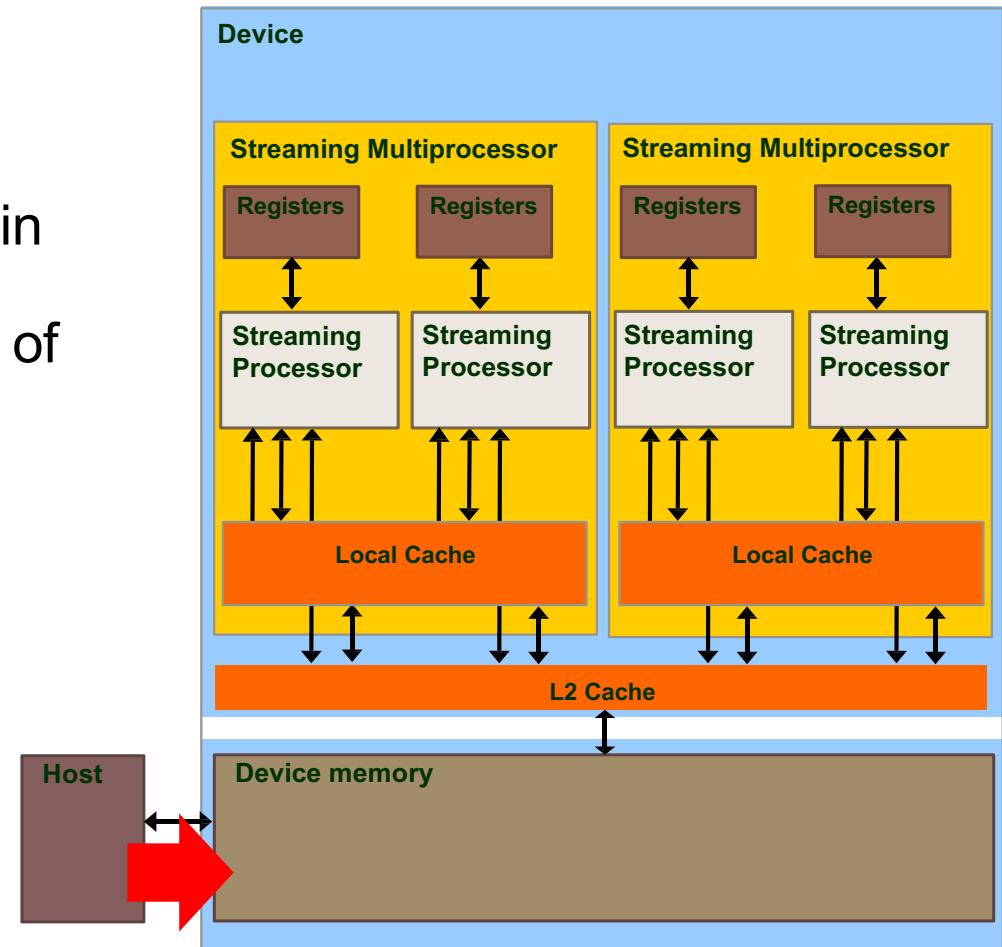 Device
in
of
Streaming Multiprocessor
Streaming Multiprocessor
Registers
Registers
Registers
Registers
Streaming
Processor
Streaming
Processor
Streaming
Processor
Streaming
Processor
Local Cache
Local Cache
L2 Cache
Host
Device memory